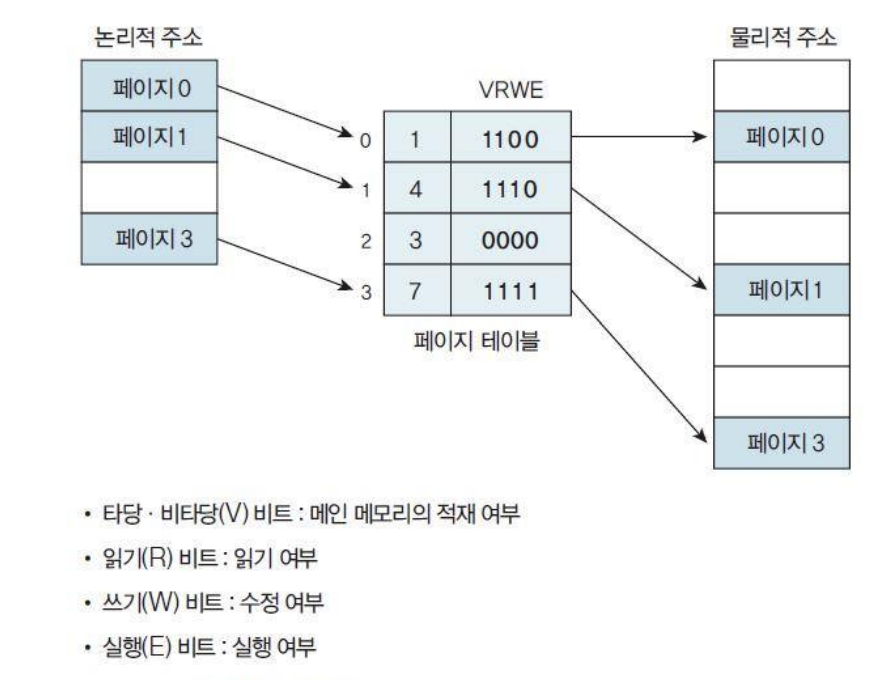 논리적 주소
물리적 주소
페이지 0
페이지 1
페이지 3
VRWE
0 1 1100
1 4 1110
2 3 0000
3 7 1111
페이지 테이블
페이지 0
페이지 1
페이지 3
• 타당 · 비타당(V) 비트 : 메인 메모리의 적재 여부
• 읽기(R) 비트 : 읽기 여부
• 쓰기(W) 비트 : 수정 여부
• 실행(E) 비트 : 실행 여부